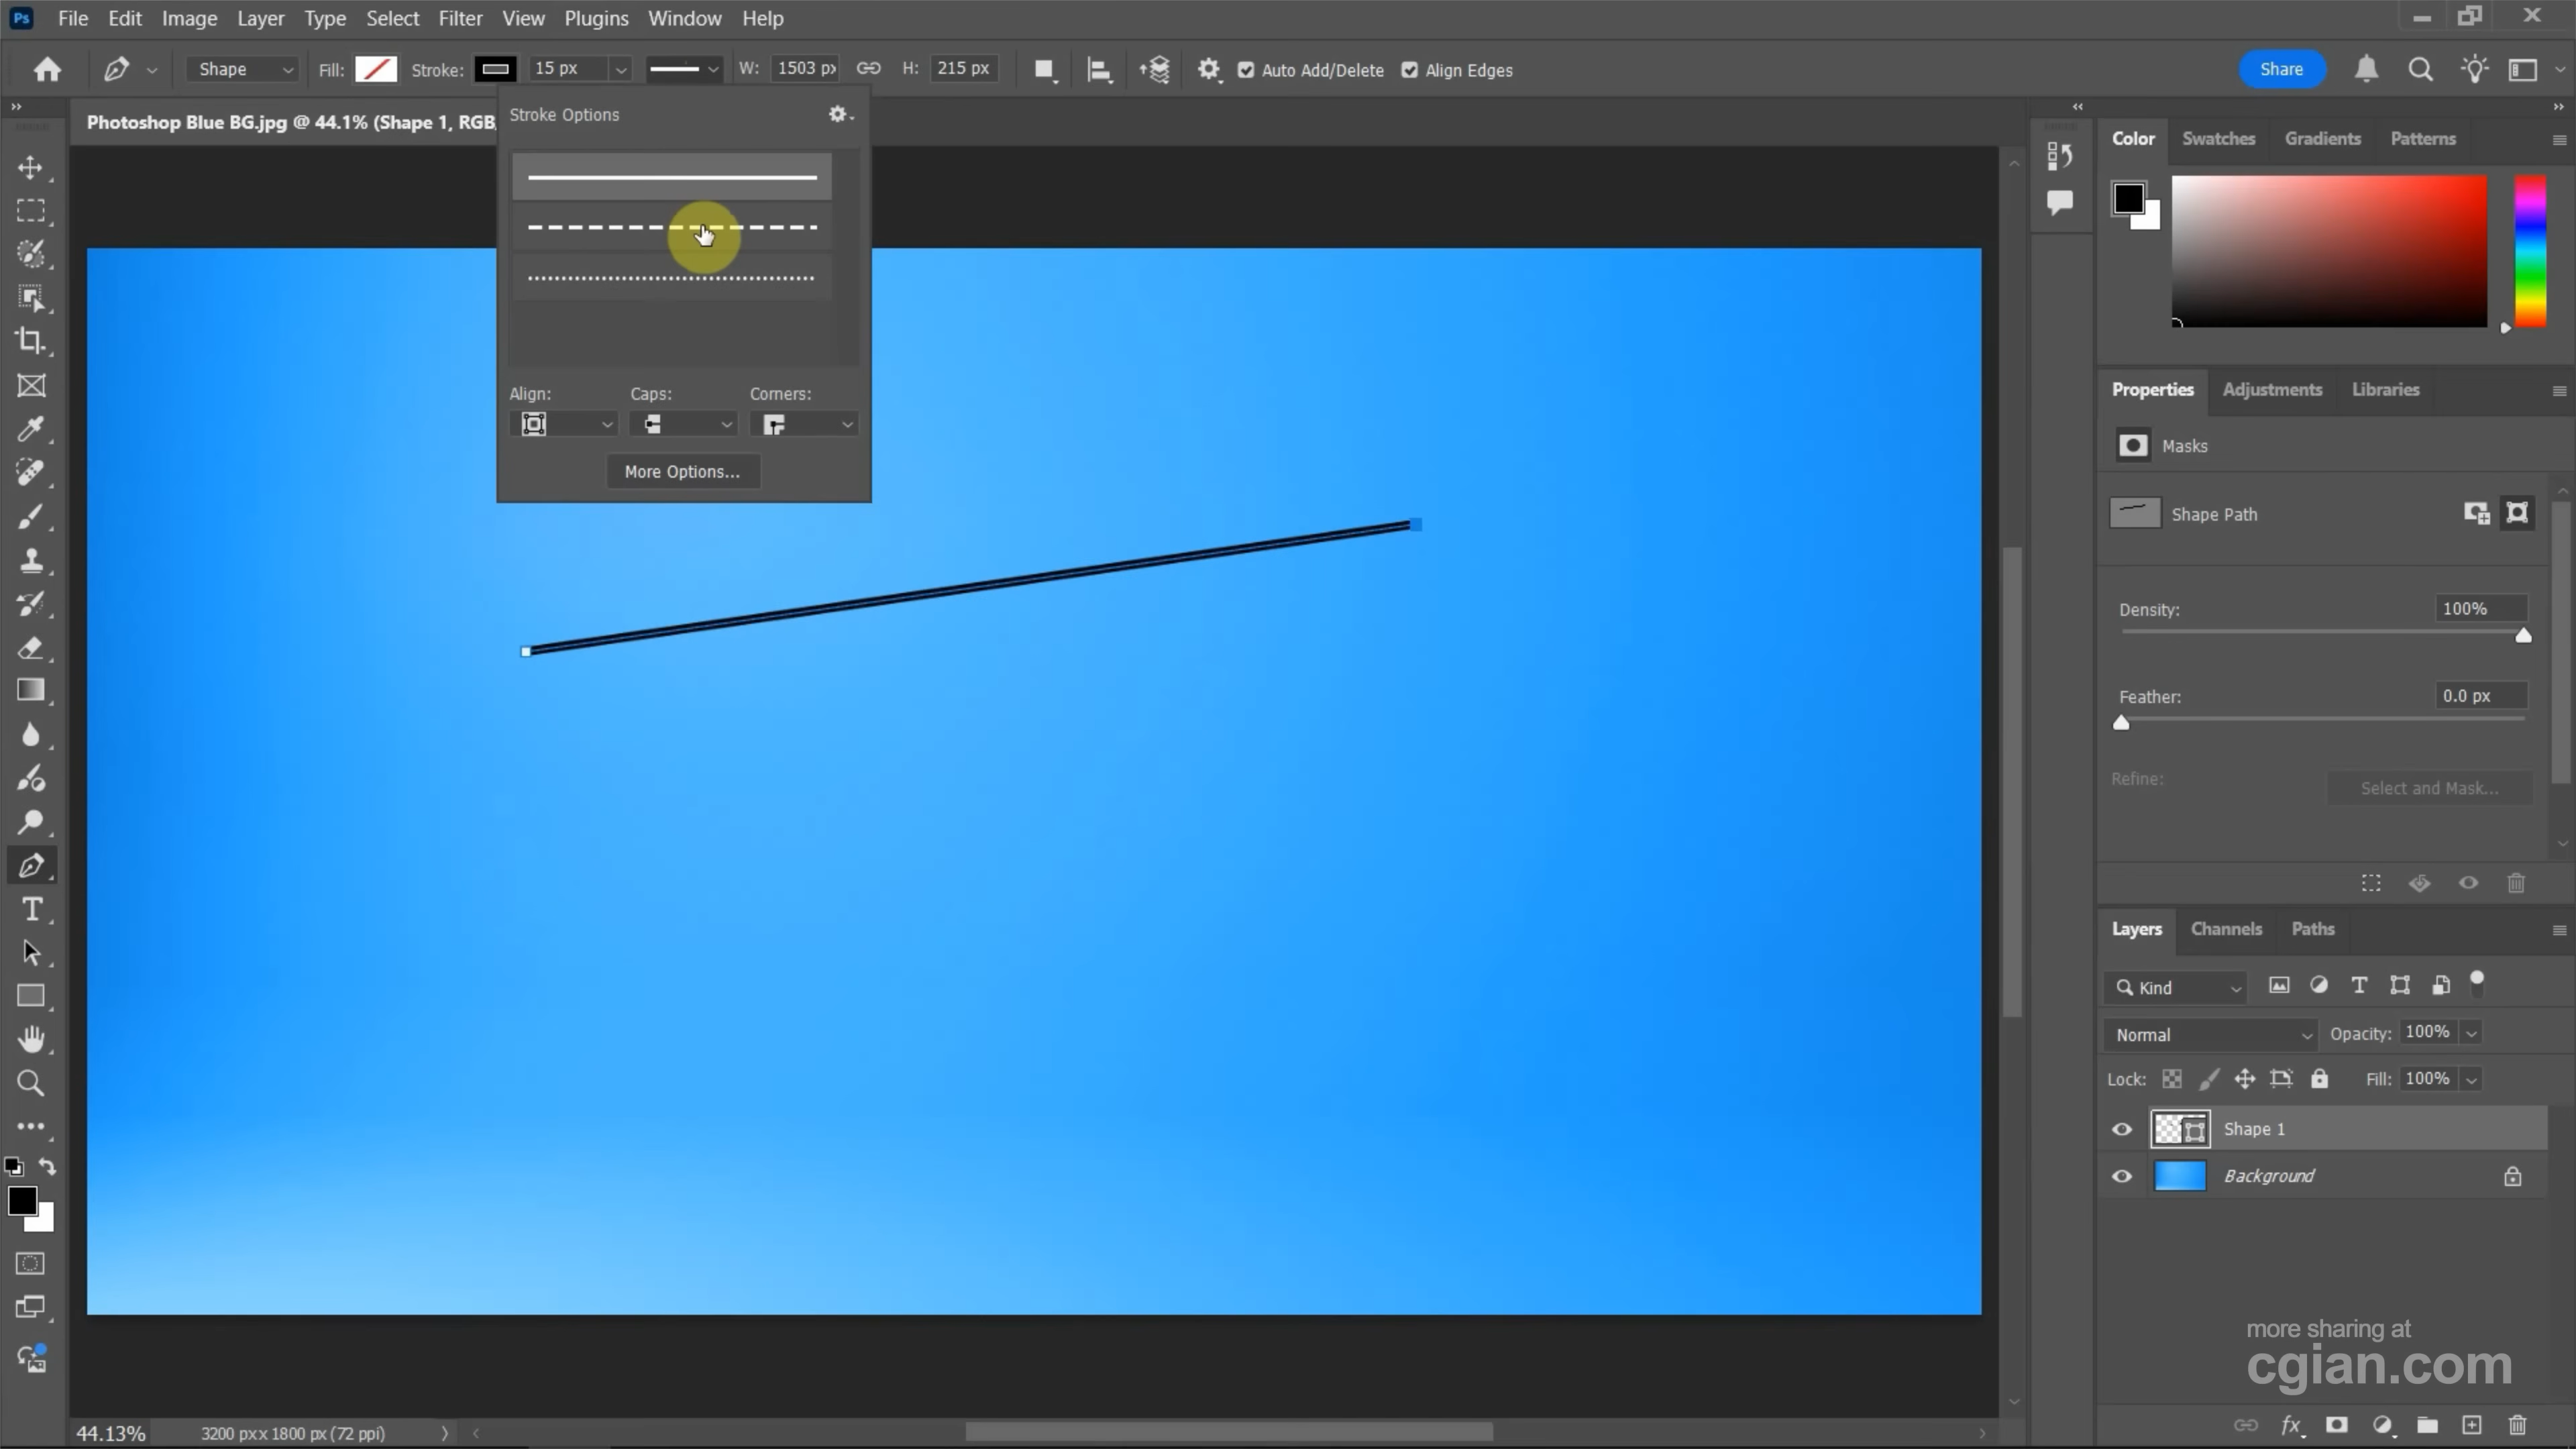 Ps File Edit Image Layer Type Select Filter View Plugins Window Help
Shape Fill: Stroke: 15 px W: 1503 px H: 215 px Auto Add/Delete Align Edges Share
Photoshop Blue BG.jpg @ 44.1% (Shape 1, RGB
Stroke Options
Align: Caps: Corners:
More Options...
Color Swatches Gradients Patterns
Properties Adjustments Libraries
Masks
Shape Path
Density: 100%
Feather: 0.0 px
Refine: Select and Mask...
Layers Channels Paths
Kind
Normal Opacity: 100%
Lock: Fill: 100%
Shape 1
Background
more sharing at
cgian.com
44.13% 3200 px x 1800 px (72 ppi)